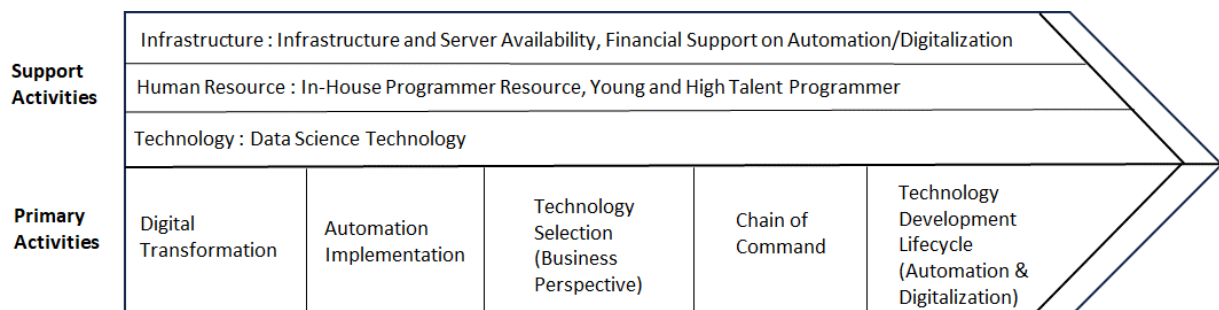 Infrastructure : Infrastructure and Server Availability, Financial Support on Automation/Digitalization
Support
Activities
Human Resource : In-House Programmer Resource, Young and High Talent Programmer
Technology : Data Science Technology
Primary
Activities
Digital
Transformation
Automation
Implementation
Technology
Selection
(Business
Perspective)
Chain of
Command
Technology
Development
Lifecycle
(Automation &
Digitalization)